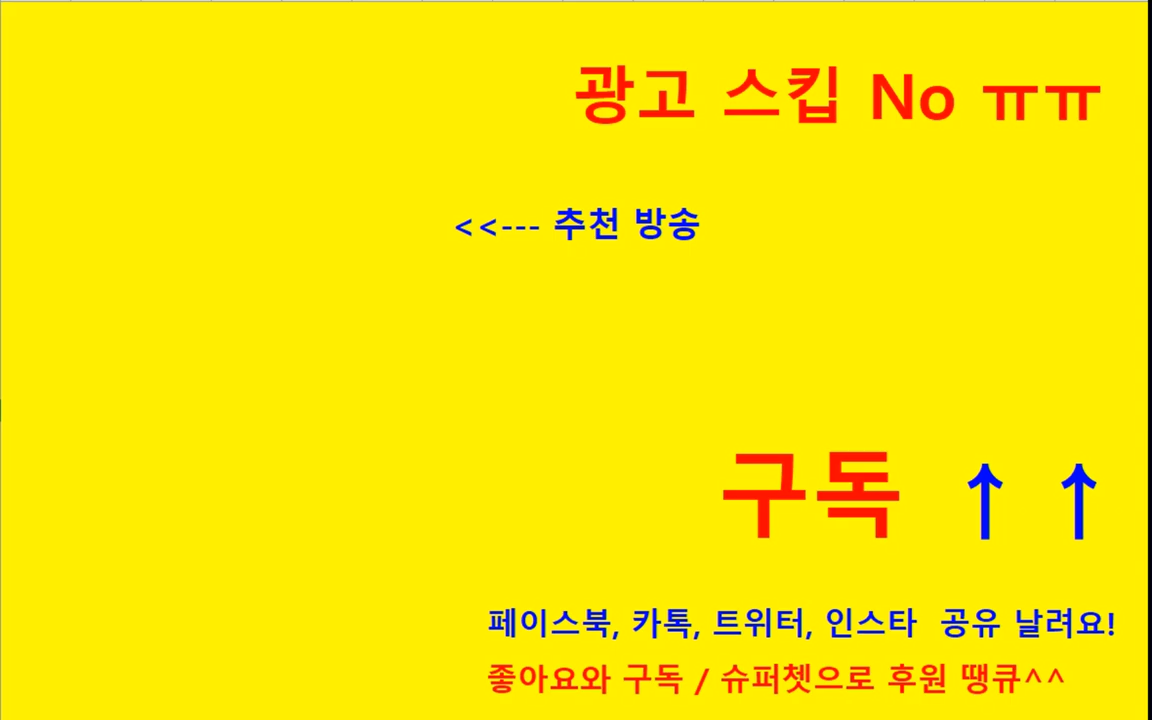 광고 스킵 No ㅠㅠ
<<--- 추천 방송
구독 ↑ ↑
페이스북, 카톡, 트위터, 인스타 공유 날려요!
좋아요와 구독 / 슈퍼쳇으로 후원 땡큐^^